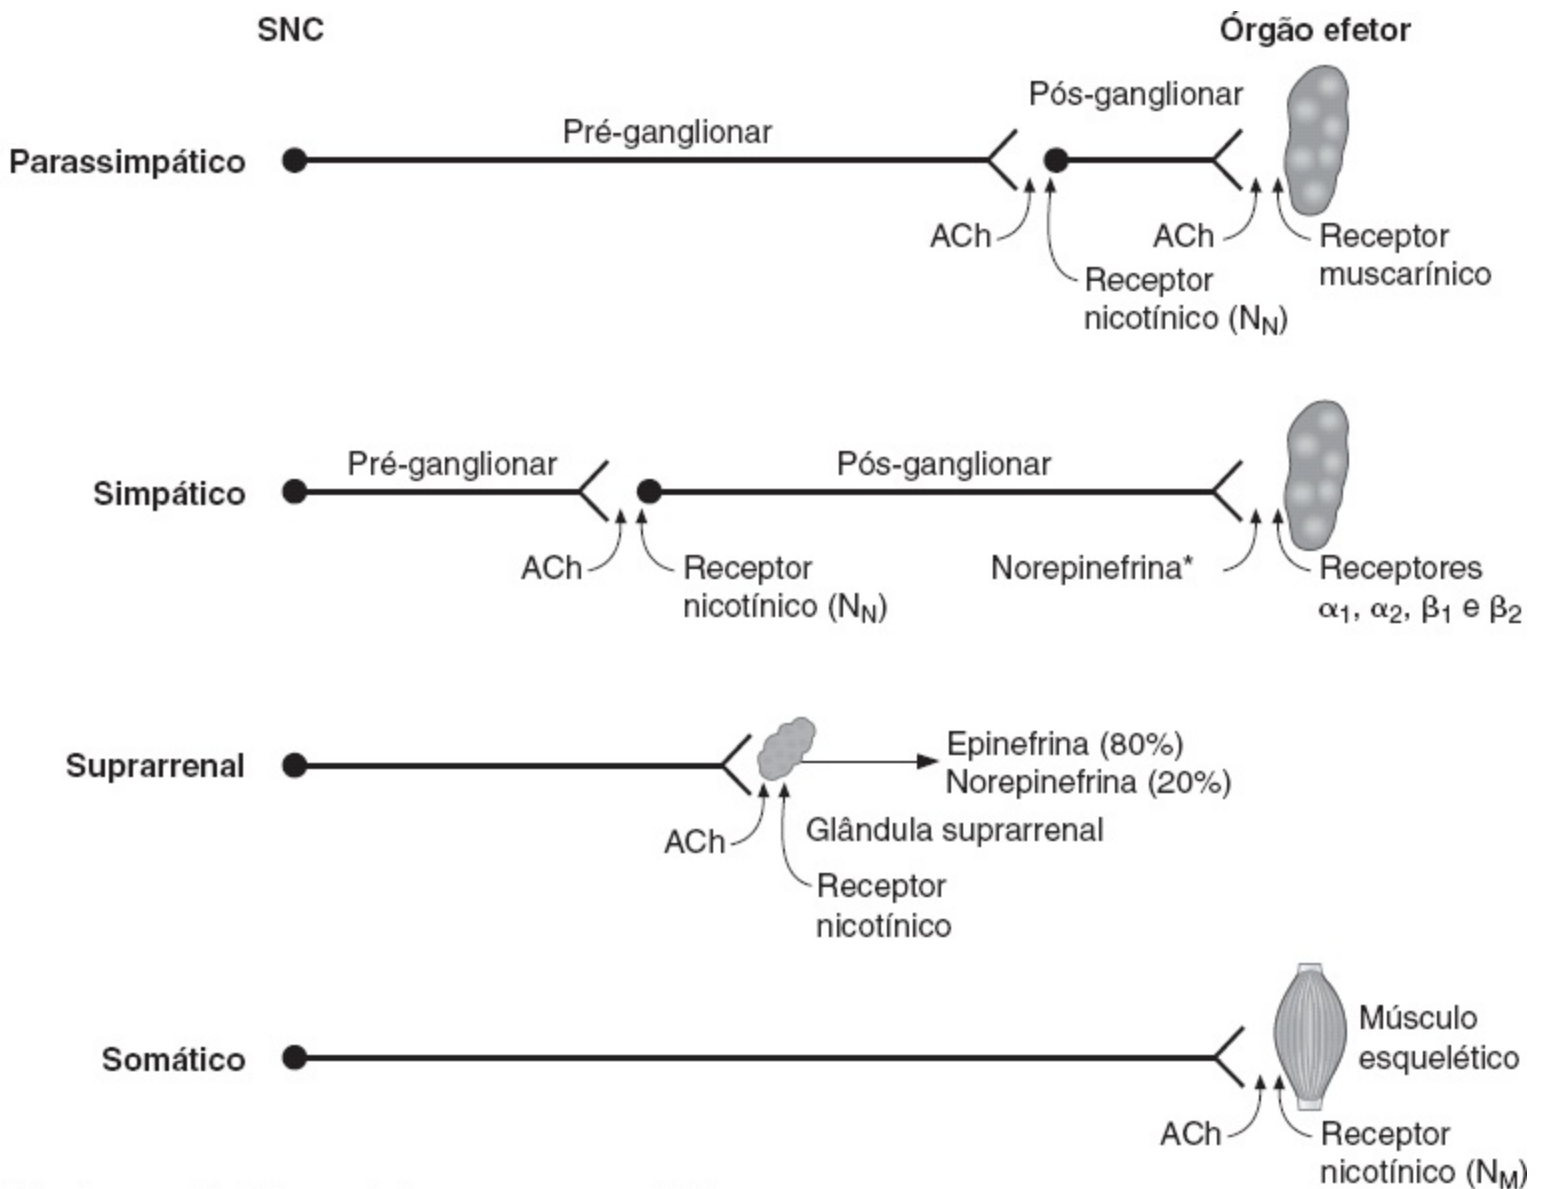 SNC
Órgão efetor
Pós-ganglionar
Pré-ganglionar
Parassimpático
ACh
ACh
Receptor
muscarínico
Receptor
nicotínico (NN)
Pré-ganglionar
Pós-ganglionar
Simpático
ACh
Receptor
nicotínico (NN)
Norepinefrina*
Receptores
α1, α2, β1 e β2
Suprarrenal
Epinefrina (80%)
Norepinefrina (20%)
ACh
Glândula suprarrenal
Receptor
nicotínico
Somático
Músculo
esquelético
ACh
Receptor
nicotínico (NM)